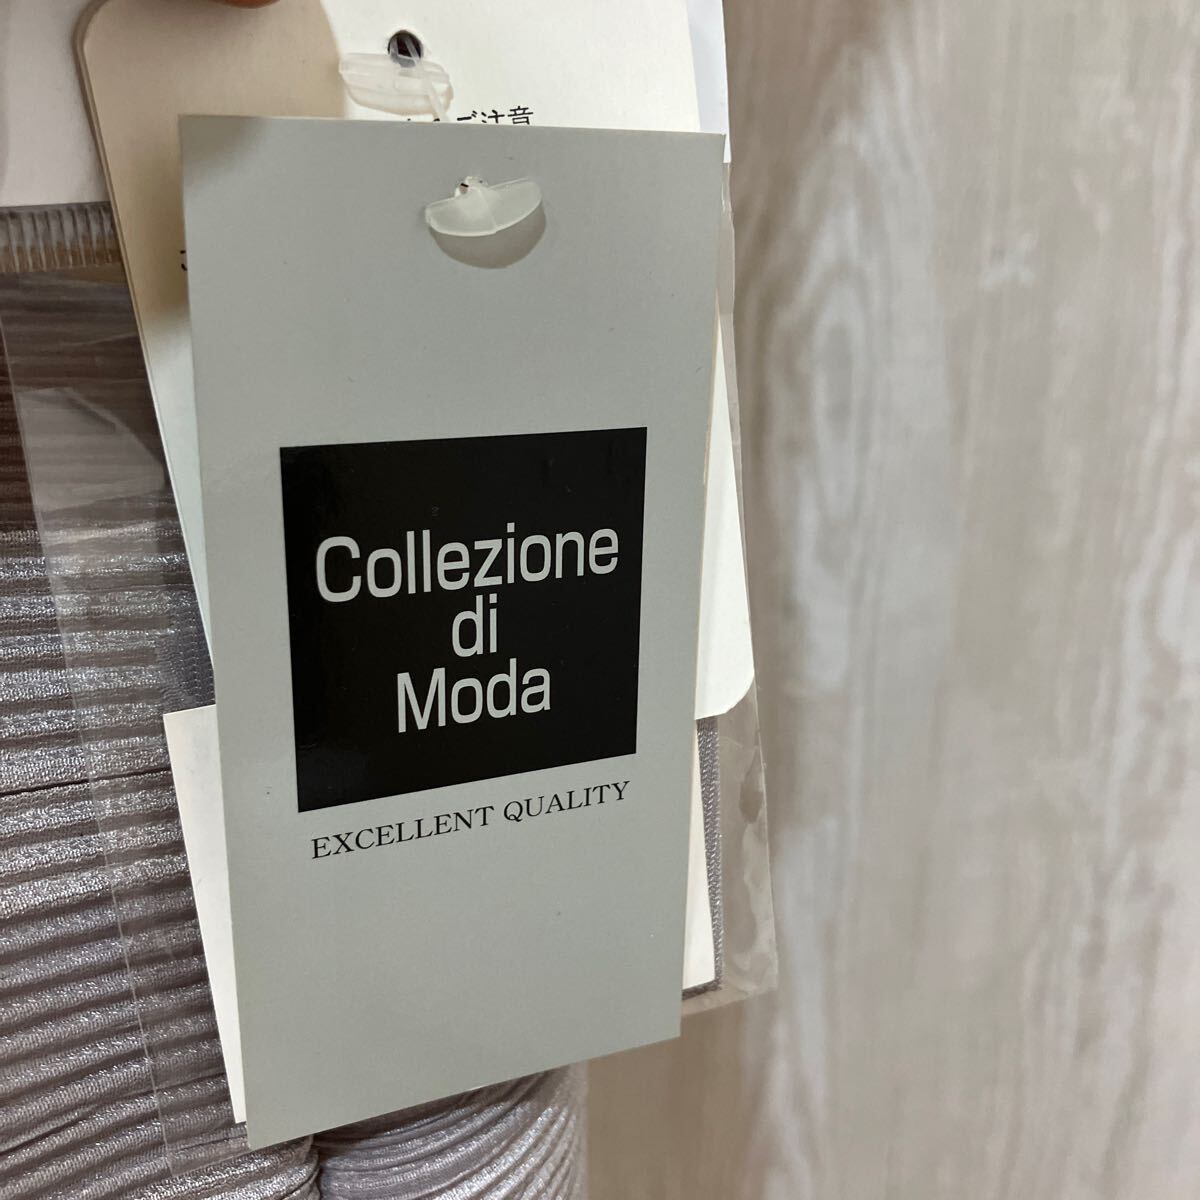 ご注意
Collezione
di
Moda
EXCELLENT QUALITY